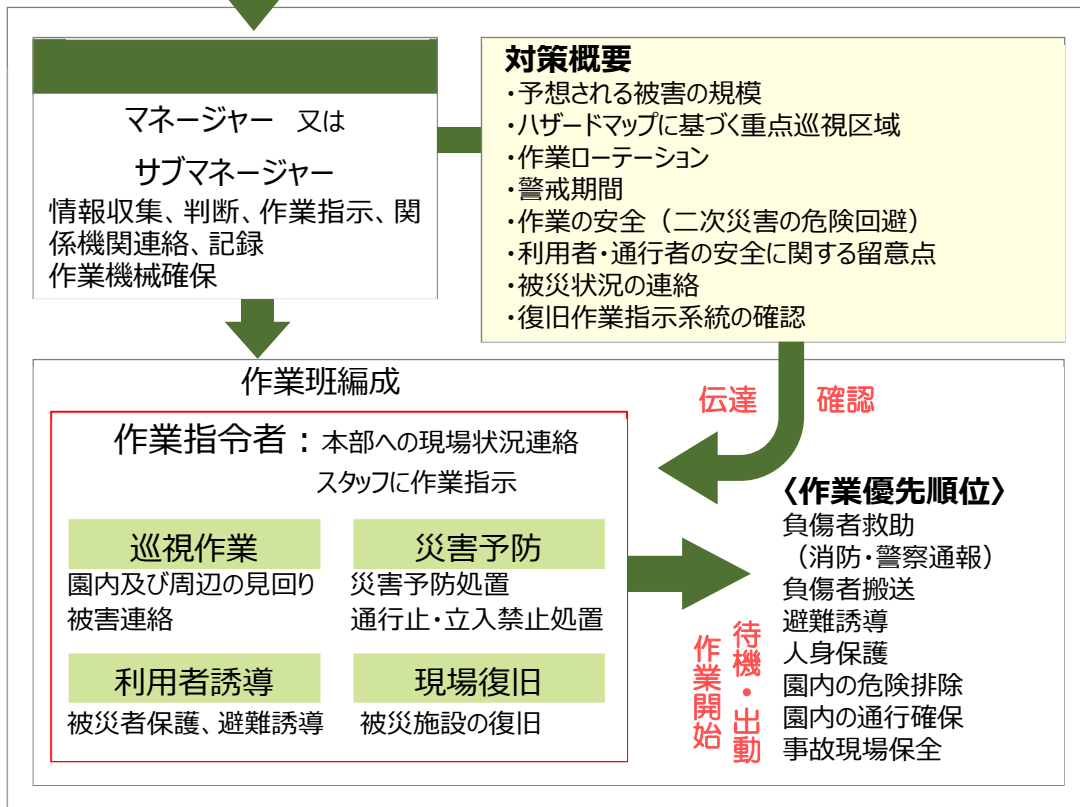 マネージャー 又は
サブマネージャー
情報収集、判断、作業指示、関
係機関連絡、記録
作業機械確保
対策概要
・予想される被害の規模
・ハザードマップに基づく重点巡視区域
・作業ローテーション
・警戒期間
・作業の安全（二次災害の危険回避）
・利用者・通行者の安全に関する留意点
・被災状況の連絡
・復旧作業指示系統の確認
作業班編成
伝達 確認
作業指令者：本部への現場状況連絡
スタッフに作業指示
巡視作業
園内及び周辺の見回り
被害連絡
災害予防
災害予防処置
通行止・立入禁止処置
利用者誘導
被災者保護、避難誘導
現場復旧
被災施設の復旧
待機・出動
作業開始
〈作業優先順位〉
負傷者救助
（消防・警察通報）
負傷者搬送
避難誘導
人身保護
園内の危険排除
園内の通行確保
事故現場保全